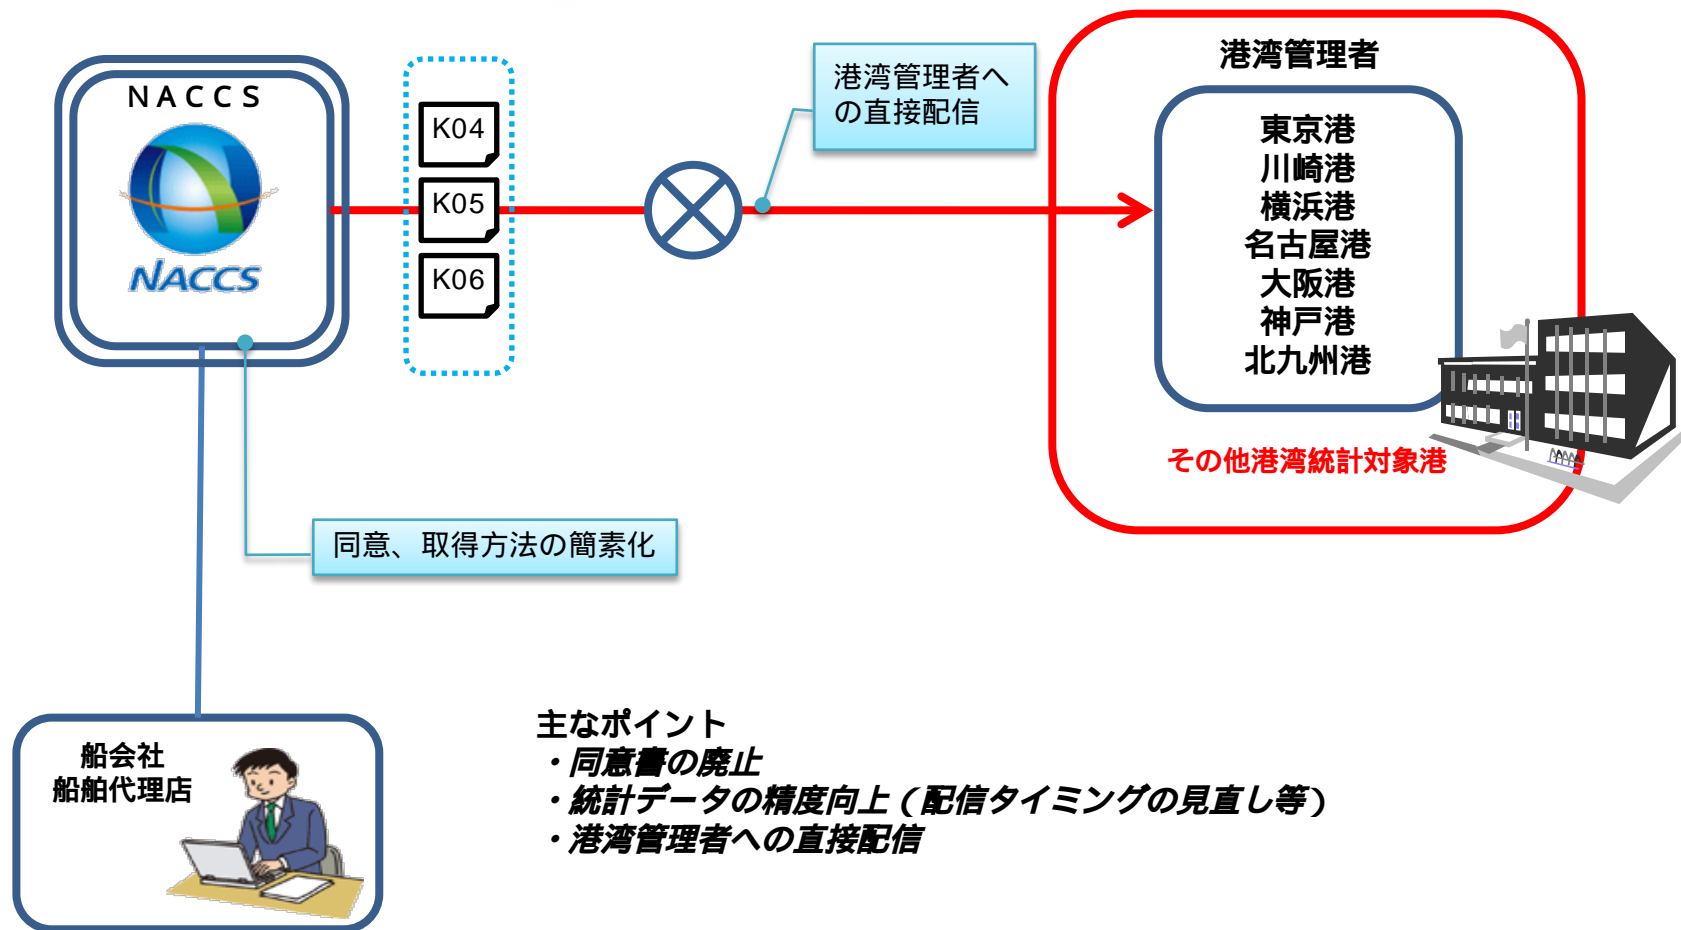 NACCS
NACCS
K04
K05
K06
港湾管理者へ
の直接配信
港湾管理者
東京港
川崎港
横浜港
名古屋港
大阪港
神戸港
北九州港
その他港湾統計対象港
同意、取得方法の簡素化
船会社
船舶代理店
主なポイント
・同意書の廃止
・統計データの精度向上（配信タイミングの見直し等）
・港湾管理者への直接配信